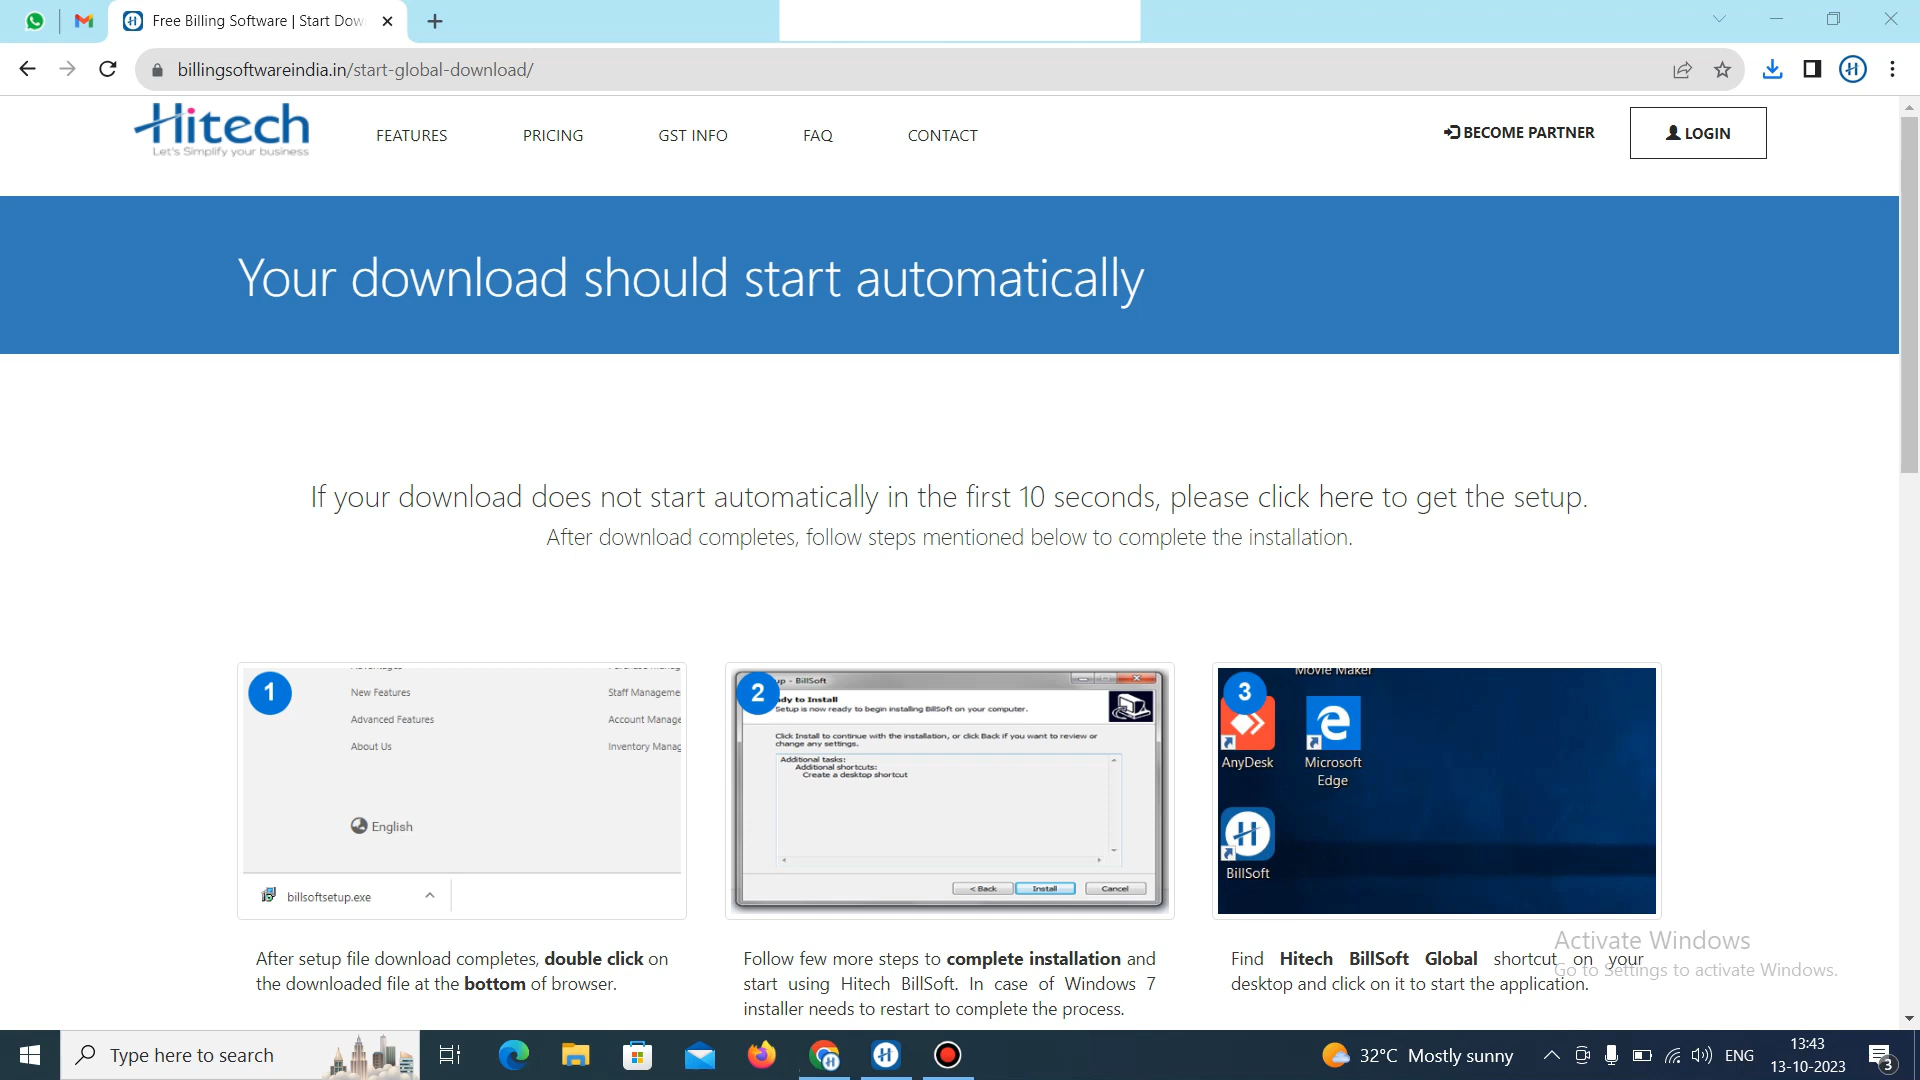 Free Billing Software | Start Dow
billingsoftwareindia.in/start-global-download/
Hitech
Let's Simplify your business
FEATURES
PRICING
GST INFO
FAQ
CONTACT
BECOME PARTNER
LOGIN
Your download should start automatically
If your download does not start automatically in the first 10 seconds, please click here to get the setup.
After download completes, follow steps mentioned below to complete the installation.
1
New Features
Staff Manageme
Advanced Features
Account Manage
About Us
Inventory Manag
English
billsoftsetup.exe
2
up - BillSoft
dy to Install
Setup is now ready to begin installing BillSoft on your computer.
Click Install to continue with the installation, or click Back if you want to review or
change any settings.
Additional tasks:
Additional shortcuts:
Create a desktop shortcut
< Back
Install
Cancel
3
Movie Maker
AnyDesk
Microsoft
Edge
BillSoft
After setup file download completes, double click on
the downloaded file at the bottom of browser.
Follow few more steps to complete installation and
start using Hitech BillSoft. In case of Windows 7
installer needs to restart to complete the process.
Find Hitech BillSoft Global shortcut on your
desktop and click on it to start the application.
Activate Windows
Go to Settings to activate Windows.
Type here to search
32°C Mostly sunny
ENG
13:43
13-10-2023
3